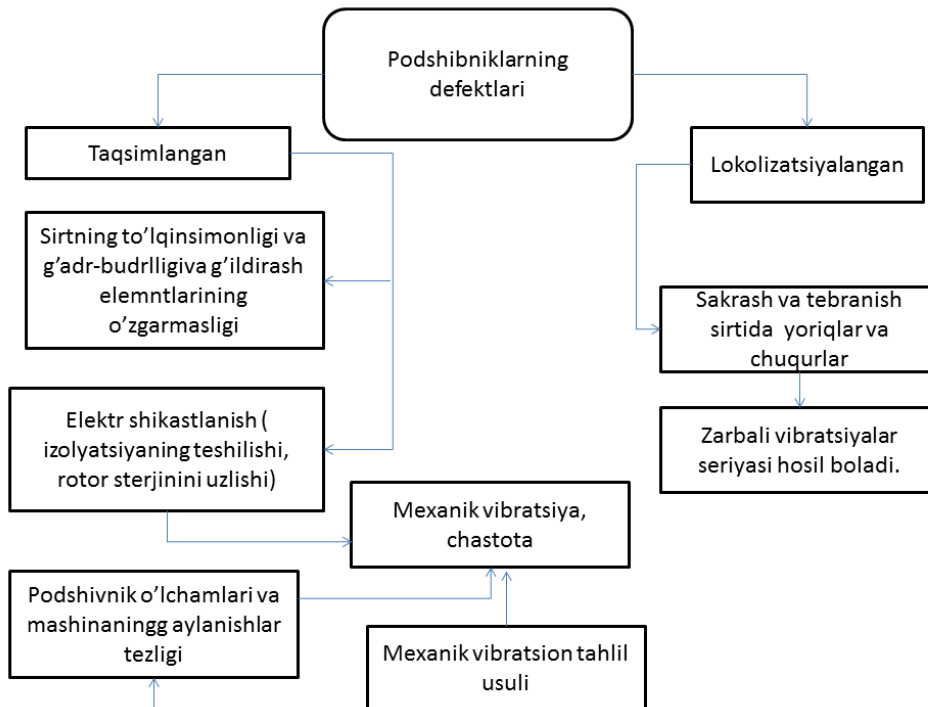 Podshibniklarning
defektlari
Taqsimlangan
Lokolizatsiyalangan
Sirtning to’lqinsimonligi va
g’adr-budrlligiva g’ildirash
elemntlarining
o’zgarmasligi
Sakrash va tebranish
sirtida yoriqlar va
chuqurlar
Elektr shikastlanish (
izolyatsiyaning teshilishi,
rotor sterjinini uzlishi)
Zarbali vibratsiyalar
seriyasi hosil boladi.
Mexanik vibratsiya,
chastota
Podshivnik o’lchamlari va
mashinaningg aylanishlar
tezligi
Mexanik vibratsion tahlil
usuli